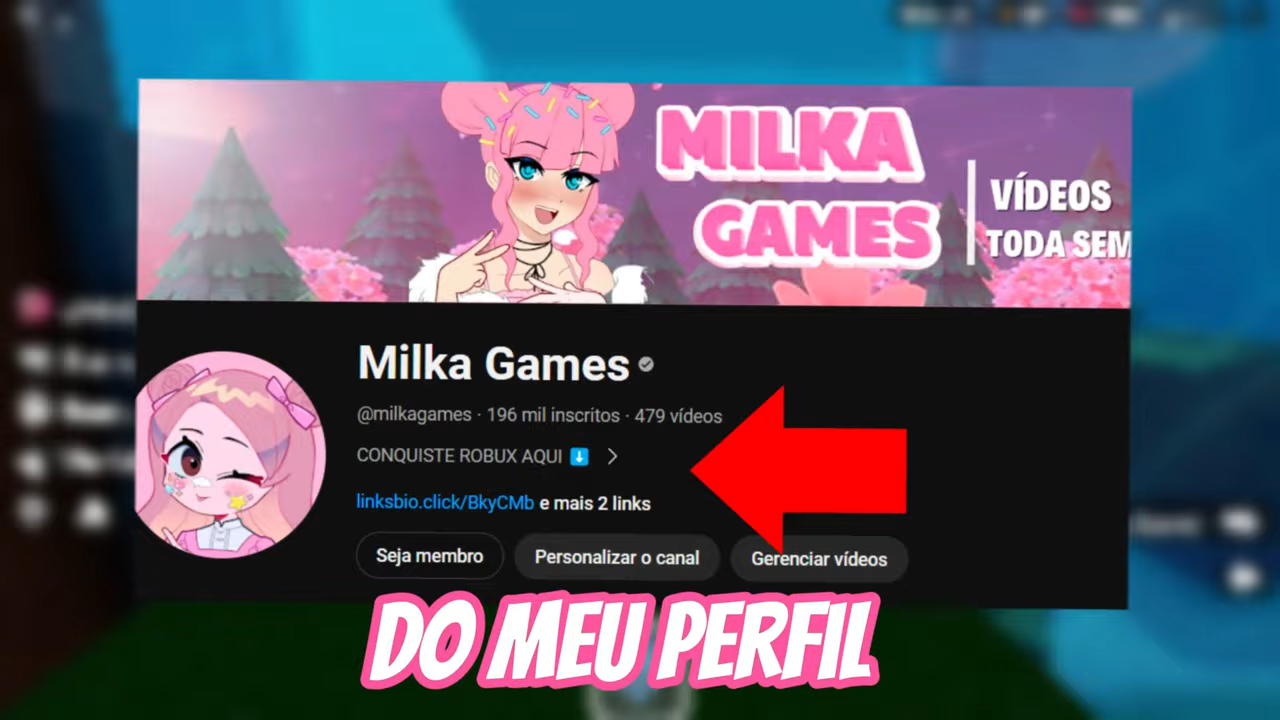 MILKA
GAMES
VÍDEOS
TODA SEM
Milka Games
@milkagames · 196 mil inscritos · 479 vídeos
CONQUISTE ROBUX AQUI ⬇️ >
linksbio.click/BkyCMb e mais 2 links
Seja membro Personalizar o canal Gerenciar vídeos
DO MEU PERFIL